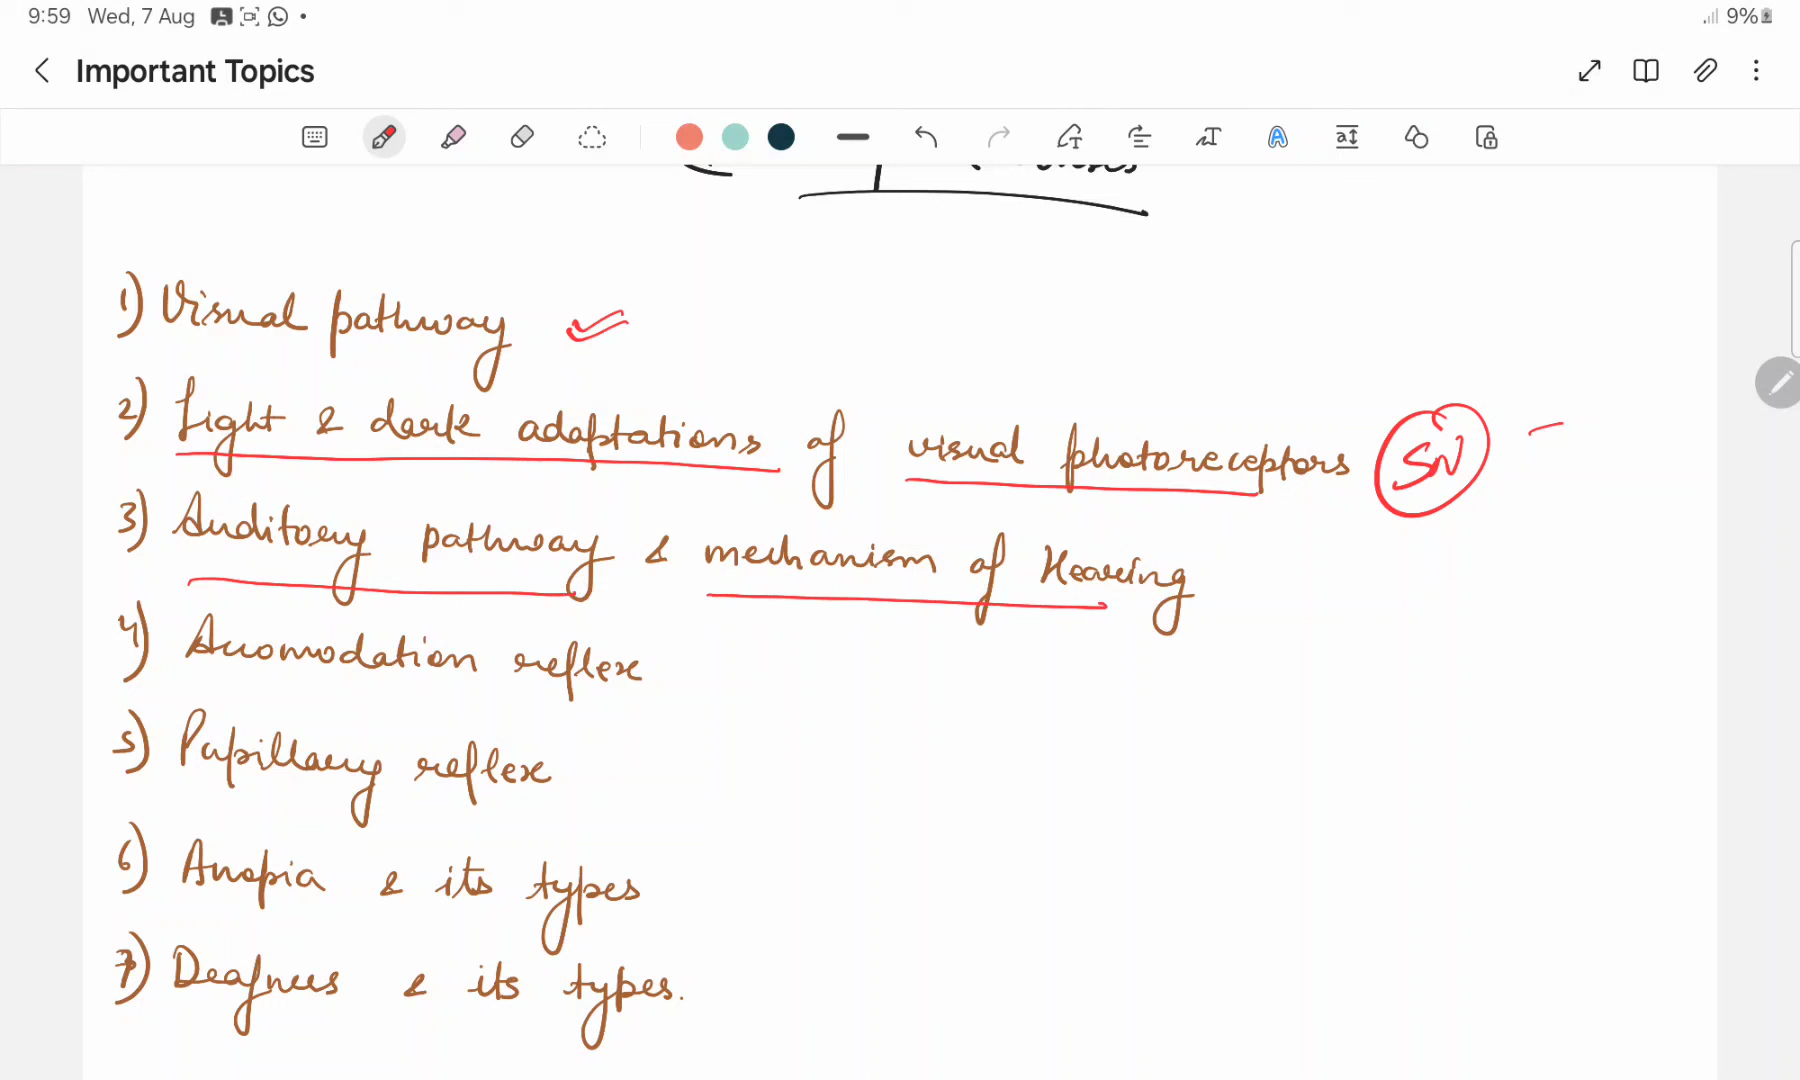 9:59 Wed, 7 Aug
9%
Important Topics
1) Visual pathway
2) Light & dark adaptations of visual photoreceptors SN
3) Auditory pathway & mechanism of Hearing
4) Accomodation reflex
5) Pupillary reflex
6) Anopia & its types
7) Deafness & its types.